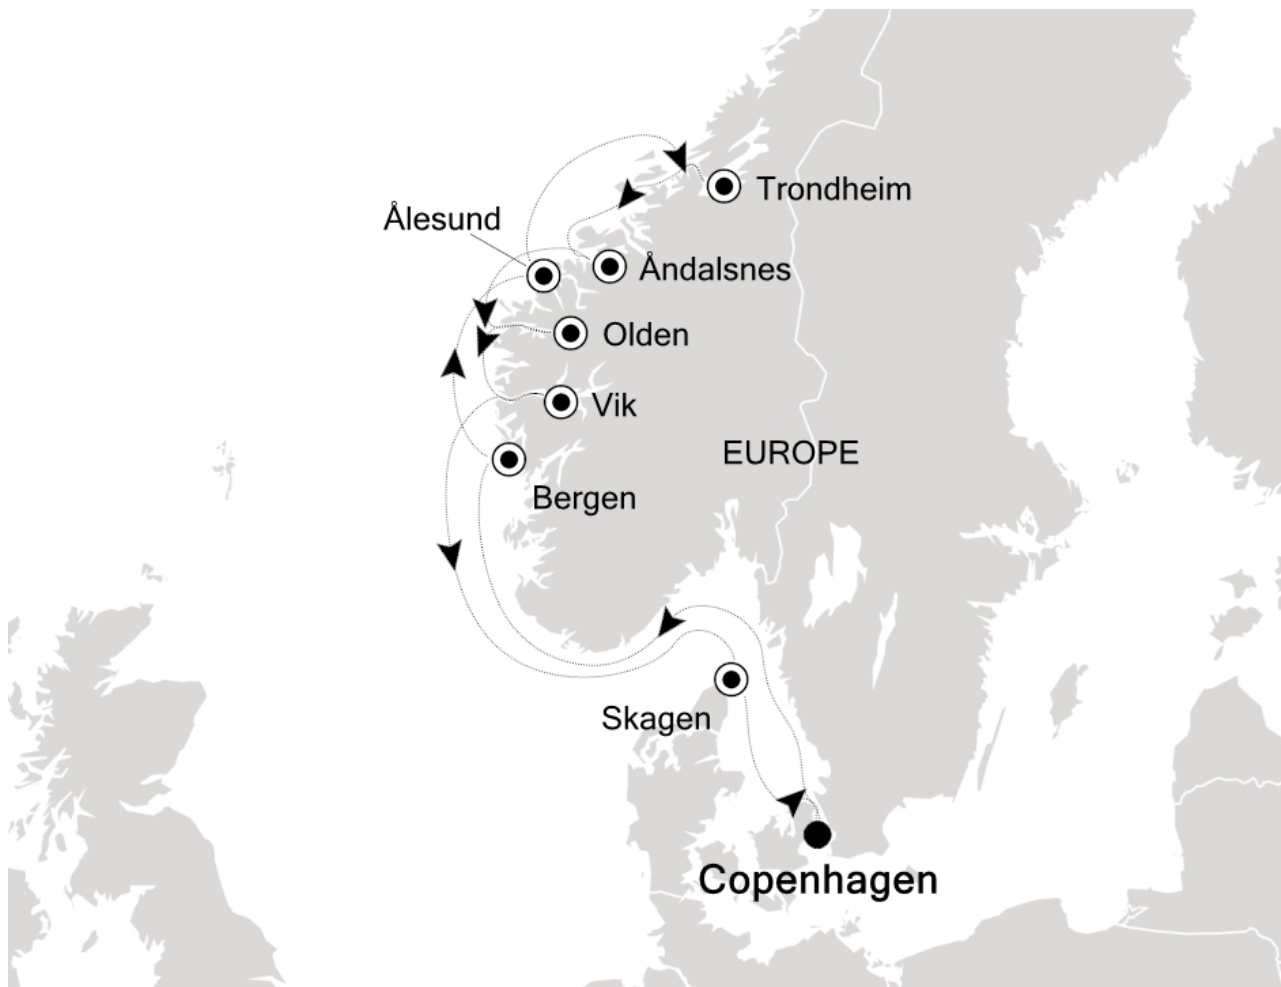 Trondheim
Ålesund
Åndalsnes
Olden
Vik
EUROPE
Bergen
Skagen
Copenhagen